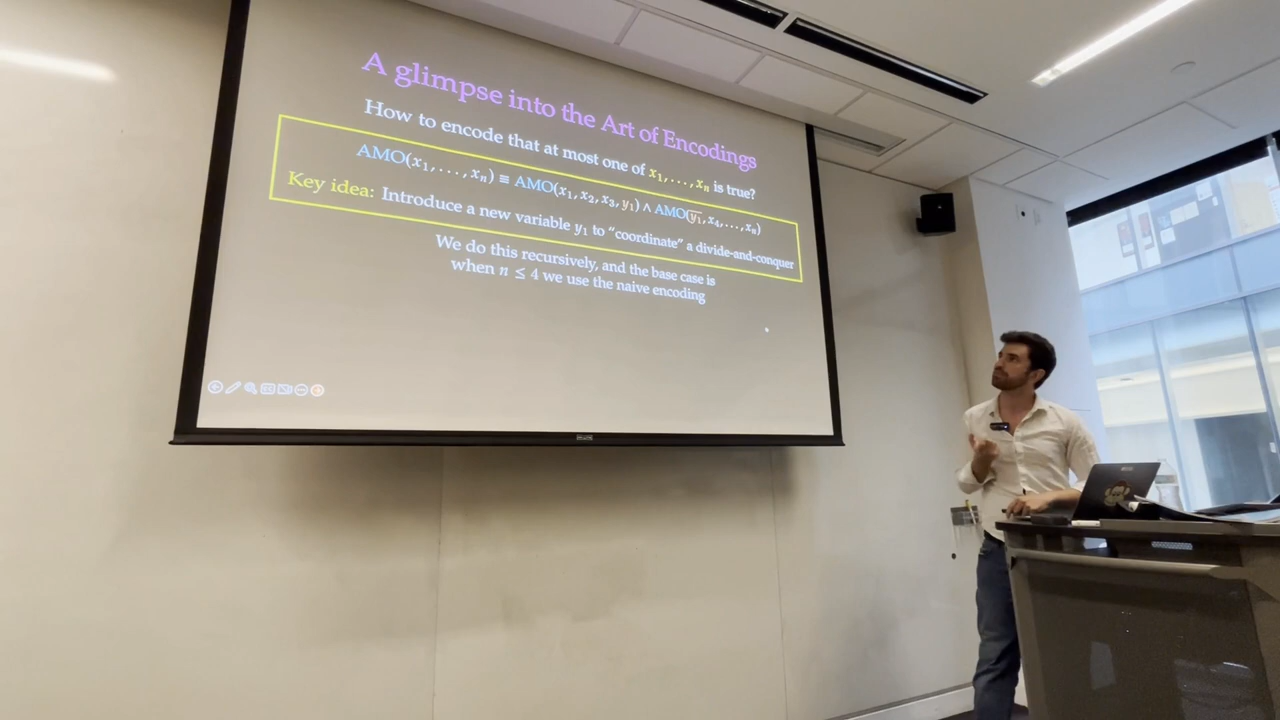 A glimpse into the Art of Encodings
How to encode that at most one of x₁, . . . , xₙ is true?
AMO(x₁, . . . , xₙ) ≡ AMO(x₁, x₂, x₃, y₁) ∧ AMO(y̅₁, x₄, . . . , xₙ)
Key idea: Introduce a new variable y₁ to “coordinate” a divide-and-conquer
We do this recursively, and the base case is
when n ≤ 4 we use the naive encoding